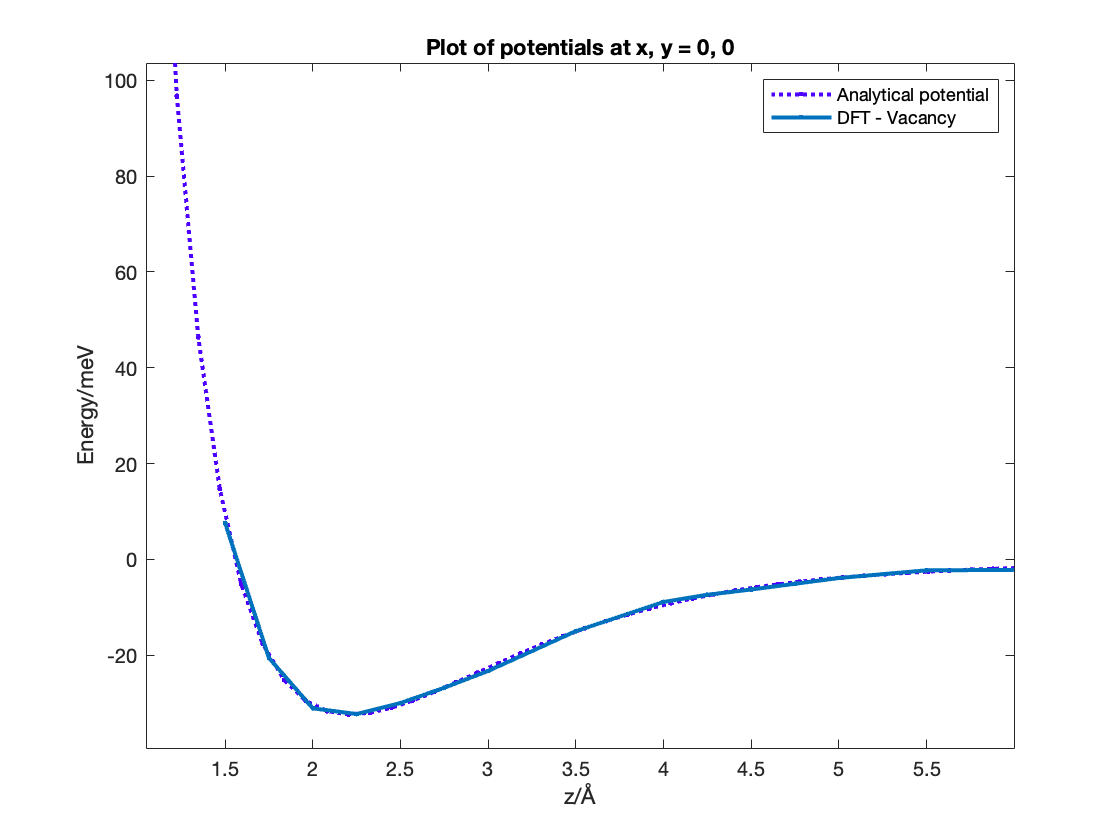 Plot of potentials at x, y = 0, 0
Analytical potential
DFT - Vacancy
100
80
60
40
20
0
-20
Energy/meV
1.5 2 2.5 3 3.5 4 4.5 5 5.5
z/Å